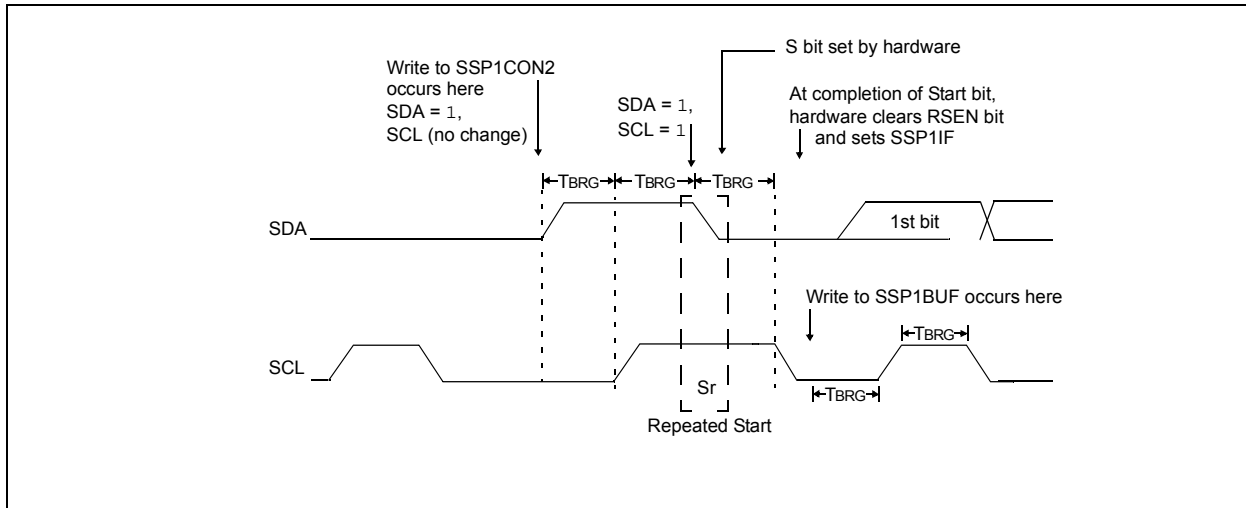 S bit set by hardware
Write to SSP1CON2
occurs here
SDA = 1,
SCL (no change)
SDA = 1,
SCL = 1
At completion of Start bit,
hardware clears RSEN bit
and sets SSP1IF
TBRG TBRG TBRG
SDA
1st bit
Write to SSP1BUF occurs here
TBRG
SCL
Sr
TBRG
Repeated Start